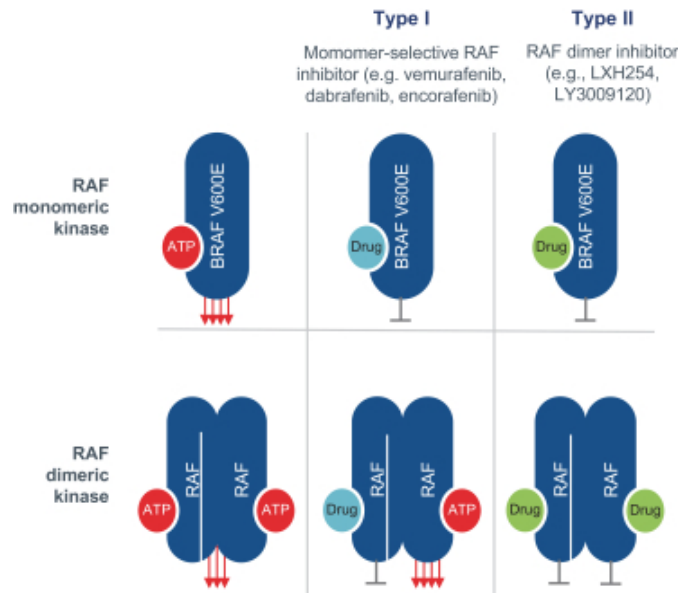 Type I
Type II
Momomer-selective RAF
inhibitor (e.g. vemurafenib,
dabrafenib, encorafenib)
RAF dimer inhibitor
(e.g., LXH254,
LY3009120)
RAF
monomeric
kinase
BRAF V600E
ATP
BRAF V600E
Drug
BRAF V600E
Drug
RAF
dimeric
kinase
RAF
RAF
ATP
ATP
RAF
RAF
Drug
ATP
RAF
RAF
Drug
Drug